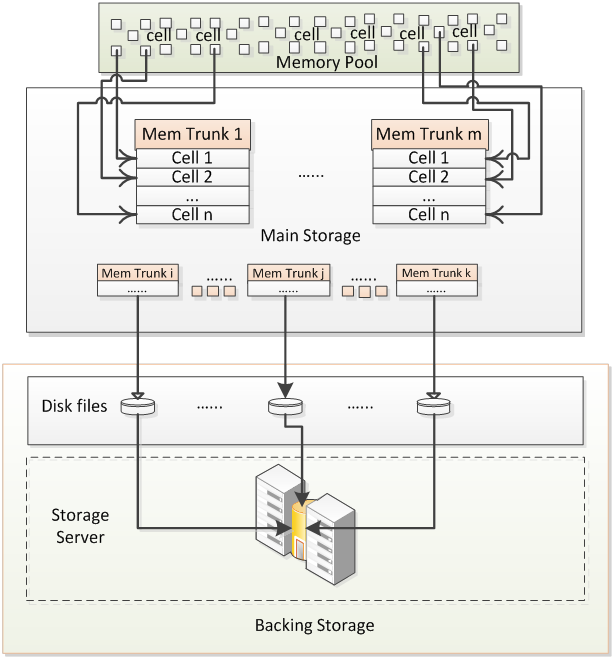 cell cell cell cell cell cell
Memory Pool
Mem Trunk 1
Cell 1
Cell 2
...
Cell n
......
Mem Trunk m
Cell 1
Cell 2
...
Cell n
Main Storage
Mem Trunk i
......
......
Mem Trunk j
......
......
Mem Trunk k
......
Disk files
......
......
Storage
Server
Backing Storage